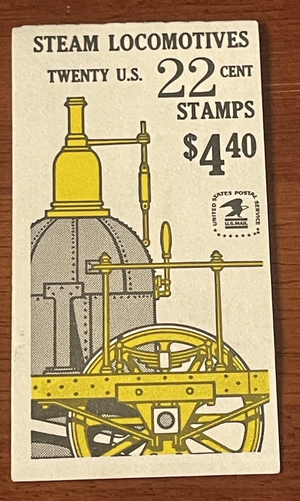 STEAM LOCOMOTIVES
TWENTY U.S. 22 CENT
STAMPS
$4.40
UNITED STATES POSTAL SERVICE
U.S.MAIL